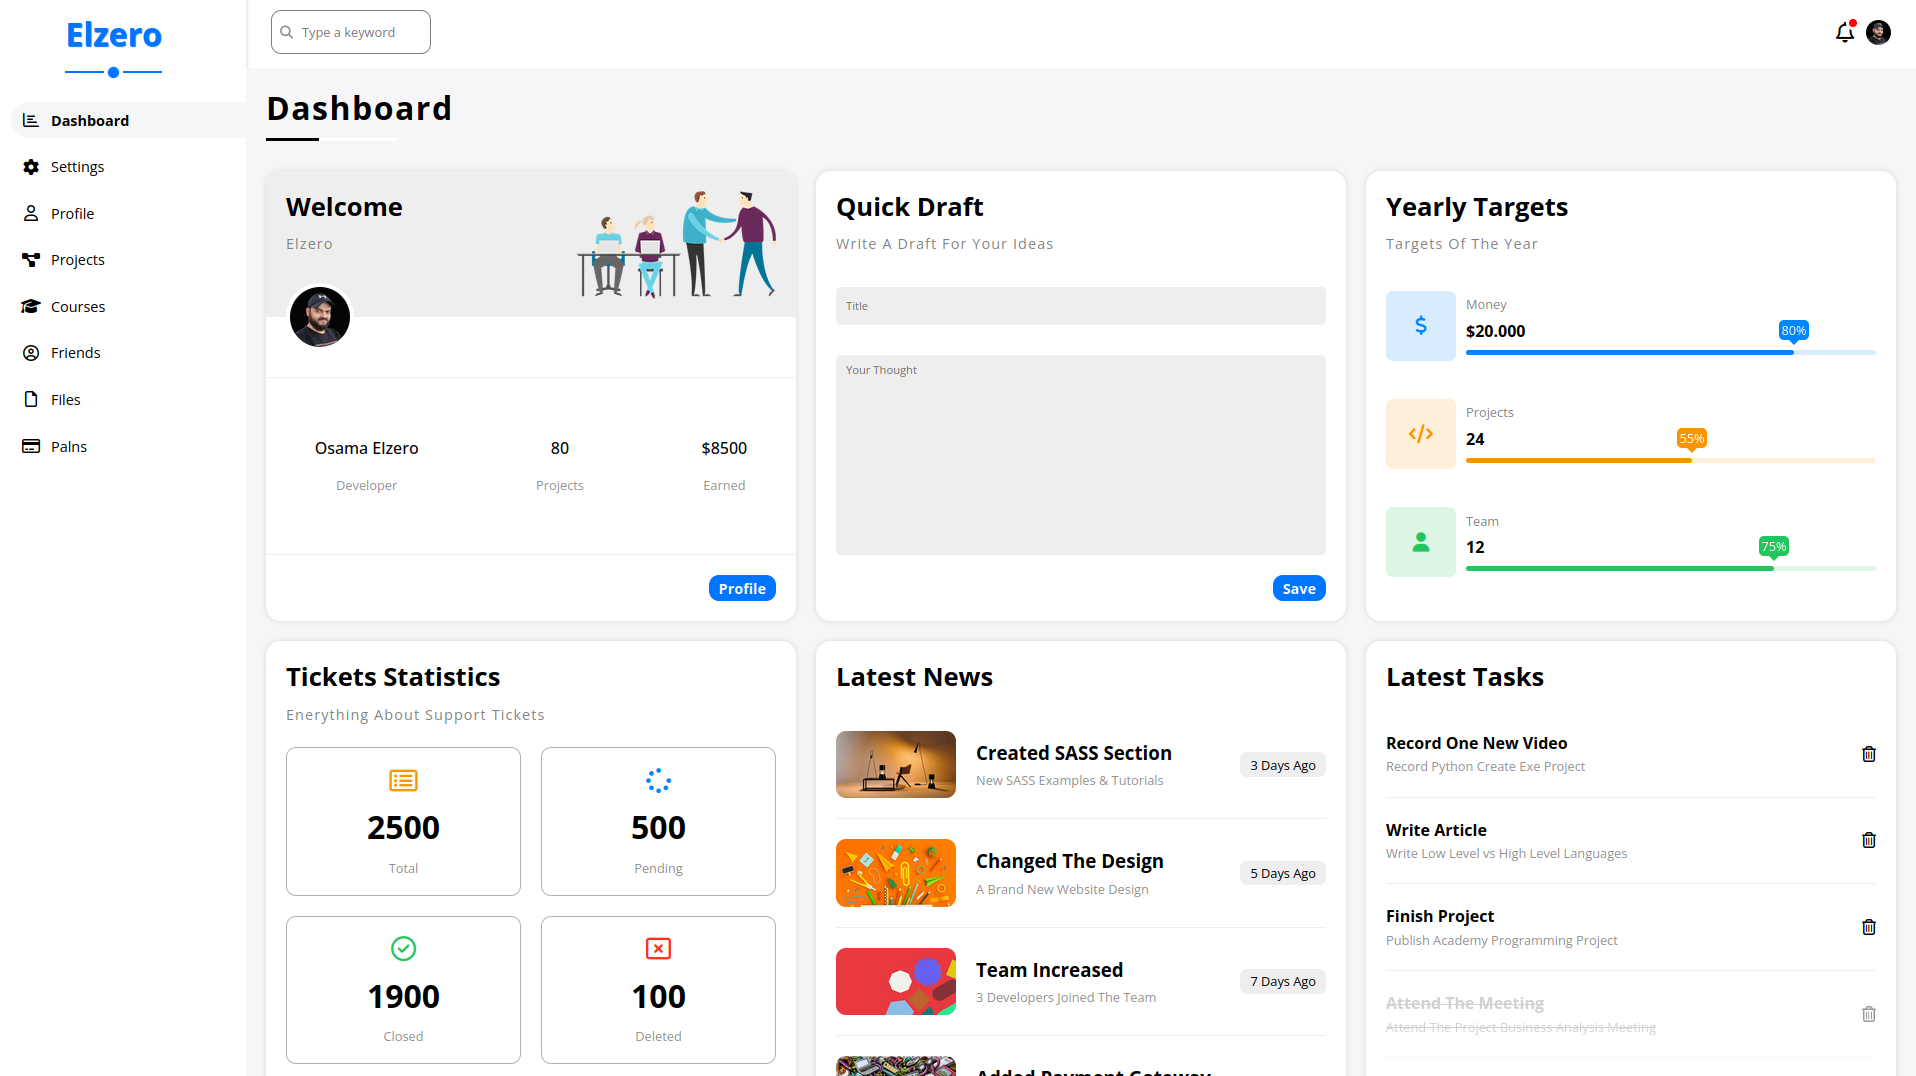 Elzero
Type a keyword
Dashboard
Settings
Profile
Projects
Courses
Friends
Files
Palns
Dashboard
Welcome
Elzero
Osama Elzero
Developer
80
Projects
$8500
Earned
Profile
Quick Draft
Write A Draft For Your Ideas
Title
Your Thought
Save
Yearly Targets
Targets Of The Year
Money
$20.000
80%
Projects
24
55%
Team
12
75%
Tickets Statistics
Enerything About Support Tickets
2500
Total
500
Pending
1900
Closed
100
Deleted
Latest News
Created SASS Section
New SASS Examples & Tutorials
3 Days Ago
Changed The Design
A Brand New Website Design
5 Days Ago
Team Increased
3 Developers Joined The Team
7 Days Ago
Added Payment Gateway
Latest Tasks
Record One New Video
Record Python Create Exe Project
Write Article
Write Low Level vs High Level Languages
Finish Project
Publish Academy Programming Project
Attend The Meeting
Attend The Project Business Analysis Meeting